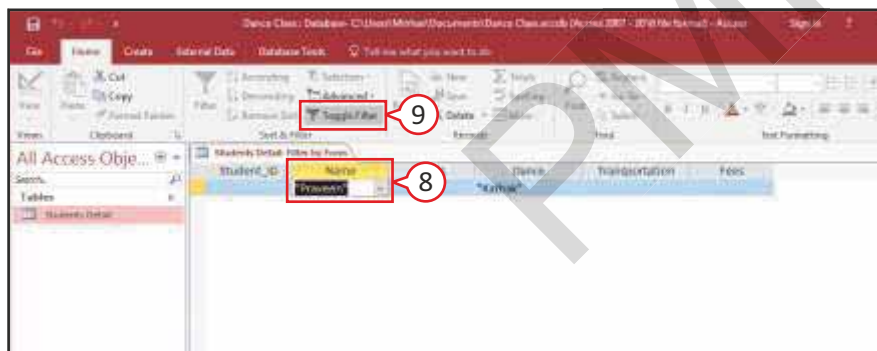 Dance Class : Database- C:\Users\Michael\Documents\Dance Class.accdb (Access 2007 - 2016 file format) - Access Sign in ?
File Home Create External Data Database Tools Tell me what you want to do
View Paste Cut Copy Format Painter
Filter Ascending Descending Remove Sort Selection Advanced Toggle Filter
New Save Delete Totals Spelling More
Find Replace Select
B I U A
Views Clipboard Sort & Filter Records Find Text Formatting
9
All Access Obje...
Search.
Tables
Students Detail
Students Detail: Filter by Form
Student_ID Name Dance Transportation Fees
"Praveen" "Kathak"
8
PM